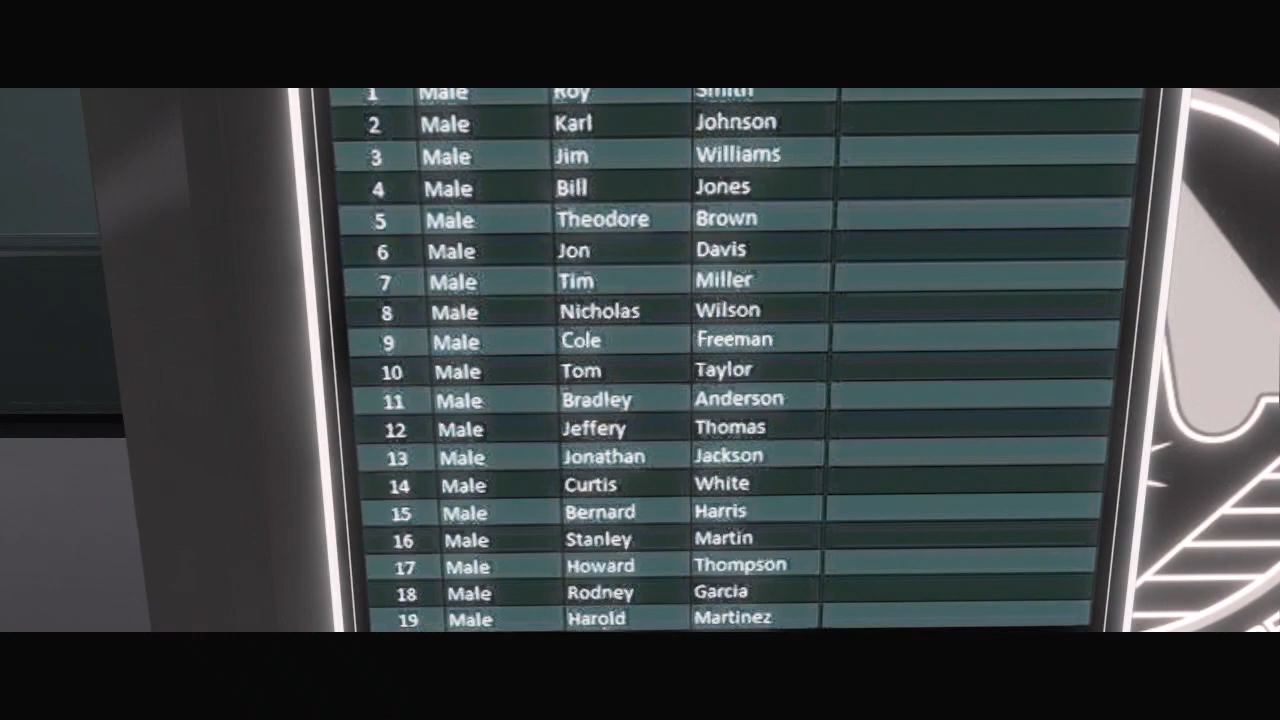 1 Male Roy Smith
2 Male Karl Johnson
3 Male Jim Williams
4 Male Bill Jones
5 Male Theodore Brown
6 Male Jon Davis
7 Male Tim Miller
8 Male Nicholas Wilson
9 Male Cole Freeman
10 Male Tom Taylor
11 Male Bradley Anderson
12 Male Jeffery Thomas
13 Male Jonathan Jackson
14 Male Curtis White
15 Male Bernard Harris
16 Male Stanley Martin
17 Male Howard Thompson
18 Male Rodney Garcia
19 Male Harold Martinez